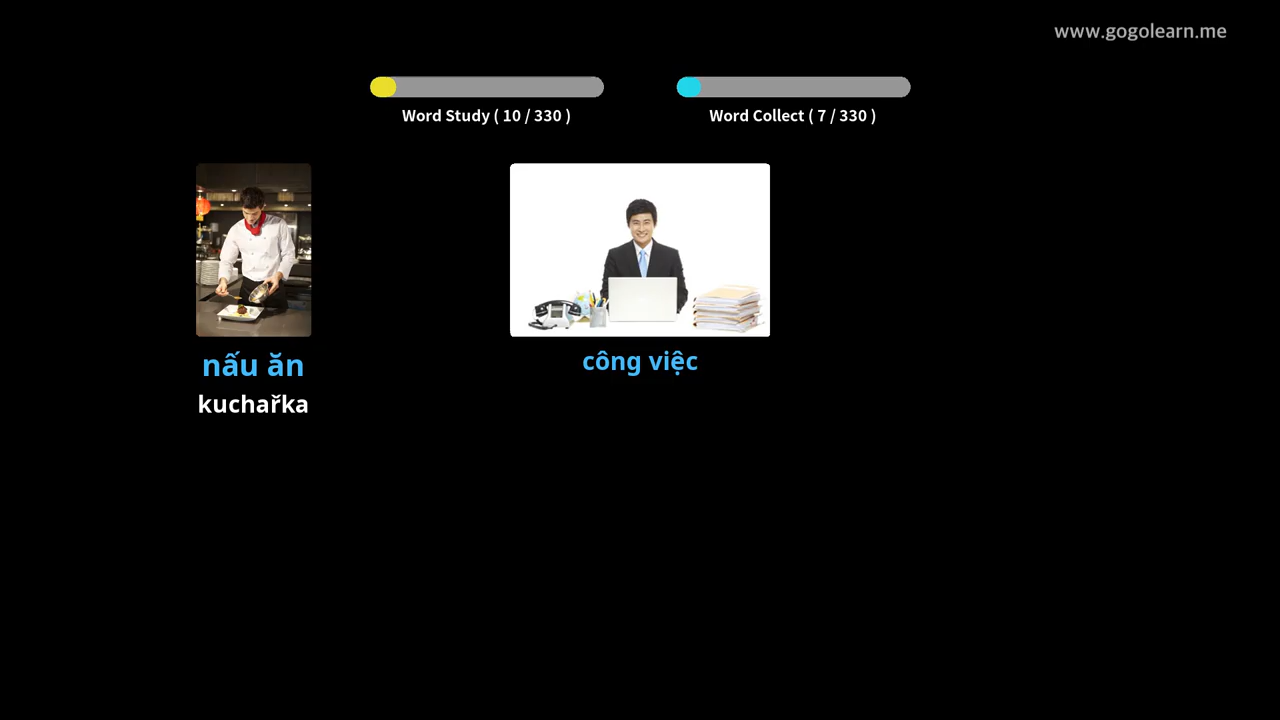 www.gogolearn.me
Word Study ( 10 / 330 )
Word Collect ( 7 / 330 )
nấu ăn
kuchařka
công việc